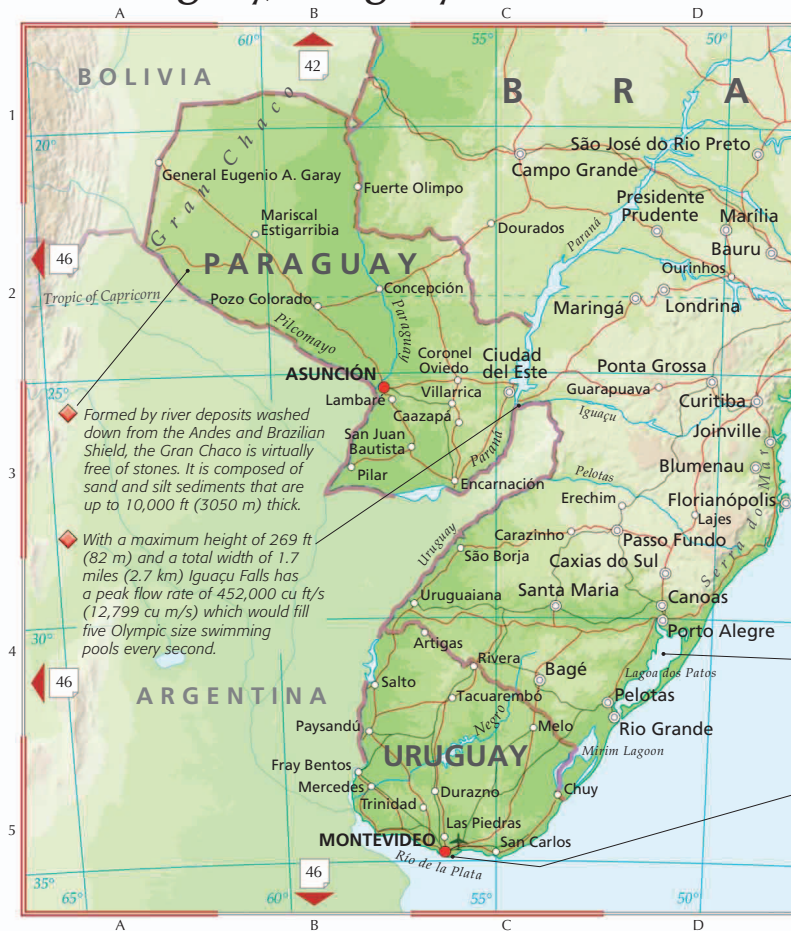 A
B
C
D
60°
55°
50°
42
BOLIVIA
B R A
1
20°
Gran Chaco
São José do Rio Preto
Campo Grande
General Eugenio A. Garay
Fuerte Olimpo
Presidente
Prudente
Marília
Mariscal
Estigarribia
Dourados
Paraná
Bauru
46
PARAGUAY
Ourinhos
2
Tropic of Capricorn
Concepción
Pozo Colorado
Maringá
Londrina
Pilcomayo
Paraguay
Coronel
Oviedo
Ciudad
del Este
Ponta Grossa
ASUNCIÓN
25°
Villarrica
Guarapuava
Lambaré
Curitiba
Caazapá
Iguaçu
Formed by river deposits washed
down from the Andes and Brazilian
Shield, the Gran Chaco is virtually
free of stones. It is composed of
sand and silt sediments that are
up to 10,000 ft (3050 m) thick.
San Juan
Bautista
Paraná
Joinville
3
Pilar
Pelotas
Blumenau
Encarnación
Erechim
Florianópolis
Lajes
With a maximum height of 269 ft
(82 m) and a total width of 1.7
miles (2.7 km) Iguaçu Falls has
a peak flow rate of 452,000 cu ft/s
(12,799 cu m/s) which would fill
five Olympic size swimming
pools every second.
Uruguay
Carazinho
Passo Fundo
São Borja
Caxias do Sul
Serra do Mar
Uruguaiana
Santa Maria
Canoas
30°
Porto Alegre
4
Artigas
Rivera
Bagé
Lagoa dos Patos
46
ARGENTINA
Salto
Tacuarembó
Pelotas
Negro
Paysandú
Melo
Rio Grande
URUGUAY
Mirim Lagoon
Fray Bentos
Mercedes
Durazno
Chuy
Trinidad
5
Las Piedras
MONTEVIDEO
San Carlos
Río de la Plata
46
35°
65°
60°
55°
50°
A
B
C
D